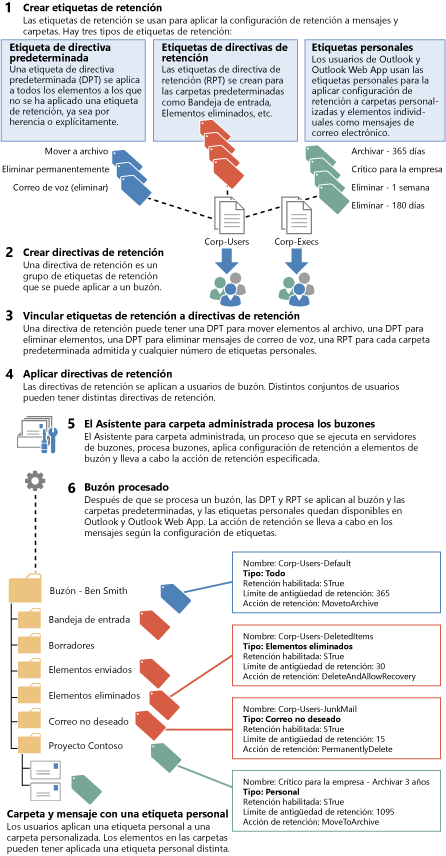 1 Crear etiquetas de retención
Las etiquetas de retención se usan para aplicar la configuración de retención a mensajes y
carpetas. Hay tres tipos de etiquetas de retención:
Etiqueta de directiva
predeterminada
Una etiqueta de directiva
predeterminada (DPT) se aplica
a todos los elementos a los que
no se ha aplicado una etiqueta
de retención, ya sea por
herencia o explícitamente.
Etiquetas de directivas de
retención
Las etiquetas de directiva de
retención (RPT) se crean para
las carpetas predeterminadas
como Bandeja de entrada,
Elementos eliminados, etc.
Etiquetas personales
Los usuarios de Outlook y
Outlook Web App usan las
etiquetas personales para la
aplicar configuración de
retención a carpetas personal-
izadas y elementos individ-
uales como mensajes de
correo electrónico.
Mover a archivo
Eliminar permanentemente
Correo de voz (eliminar)
Archivar - 365 días
Crítico para la empresa
Eliminar - 1 semana
Eliminar - 180 días
Corp-Users
Corp-Execs
2 Crear directivas de retención
Una directiva de retención es un
grupo de etiquetas de retención
que se puede aplicar a un buzón.
3 Vincular etiquetas de retención a directivas de retención
Una directiva de retención puede tener una DPT para mover elementos al archivo, una DPT para
eliminar elementos, una DPT para eliminar mensajes de correo de voz, una RPT para cada carpeta
predeterminada admitida y cualquier número de etiquetas personales.
4 Aplicar directivas de retención
Las directivas de retención se aplican a usuarios de buzón. Distintos conjuntos de usuarios
pueden tener distintas directivas de retención.
5 El Asistente para carpeta administrada procesa los buzones
El Asistente para carpeta administrada, un proceso que se ejecuta en servidores
de buzones, procesa buzones, aplica configuración de retención a elementos de
buzón y lleva a cabo la acción de retención especificada.
6 Buzón procesado
Después de que se procesa un buzón, las DPT y RPT se aplican al buzón y las
carpetas predeterminadas, y las etiquetas personales quedan disponibles en
Outlook y Outlook Web App. La acción de retención se lleva a cabo en los
mensajes según la configuración de etiquetas.
Buzón - Ben Smith
Bandeja de entrada
Borradores
Elementos enviados
Elementos eliminados
Correo no deseado
Proyecto Contoso
Nombre: Corp-Users-Default
Tipo: Todo
Retención habilitada: STrue
Límite de antigüedad de retención: 365
Acción de retención: MovetoArchive
Nombre: Corp-Users-DeletedItems
Tipo: Elementos eliminados
Retención habilitada: STrue
Límite de antigüedad de retención: 30
Acción de retención: DeleteAndAllowRecovery
Nombre: Corp-Users-JunkMail
Tipo: Correo no deseado
Retención habilitada: STrue
Límite de antigüedad de retención: 15
Acción de retención: PermanentlyDelete
Nombre: Crítico para la empresa - Archivar 3 años
Tipo: Personal
Retención habilitada: STrue
Límite de antigüedad de retención: 1095
Acción de retención: MoveToArchive
Carpeta y mensaje con una etiqueta personal
Los usuarios aplican una etiqueta personal a una
carpeta personalizada. Los elementos en las carpetas
pueden tener aplicada una etiqueta personal distinta.